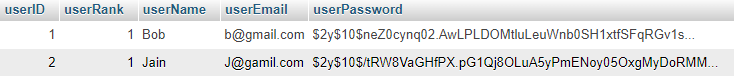 userID userRank userName userEmail userPassword
1 1 Bob b@gmail.com $2y$10$neZ0cynq02.AwLPLDOMtluLeuWnb0SH1xtfSFqRGv1s...
2 1 Jain J@gamil.com $2y$10$/tRW8VaGHfPX.pG1Qj8OLuA5yPmENoy05OxgMyDoRMM...